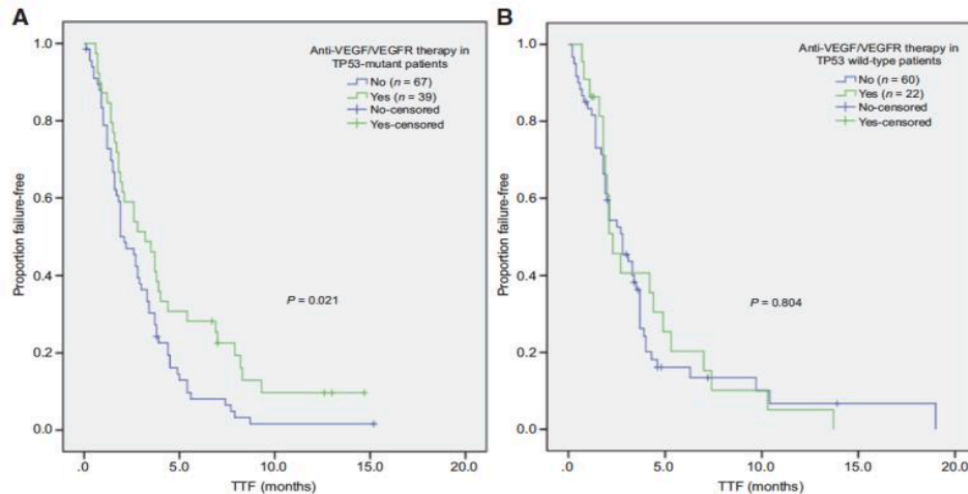 A
Anti-VEGF/VEGFR therapy in
TP53-mutant patients
No (n = 67)
Yes (n = 39)
No-censored
Yes-censored
Proportion failure-free
1.0
0.8
0.6
0.4
0.2
0.0
P = 0.021
.0 5.0 10.0 15.0 20.0
TTF (months)
B
Anti-VEGF/VEGFR therapy in
TP53 wild-type patients
No (n = 60)
Yes (n = 22)
No-censored
Yes-censored
Proportion failure-free
1.0
0.8
0.6
0.4
0.2
0.0
P = 0.804
.0 5.0 10.0 15.0 20.0
TTF (months)